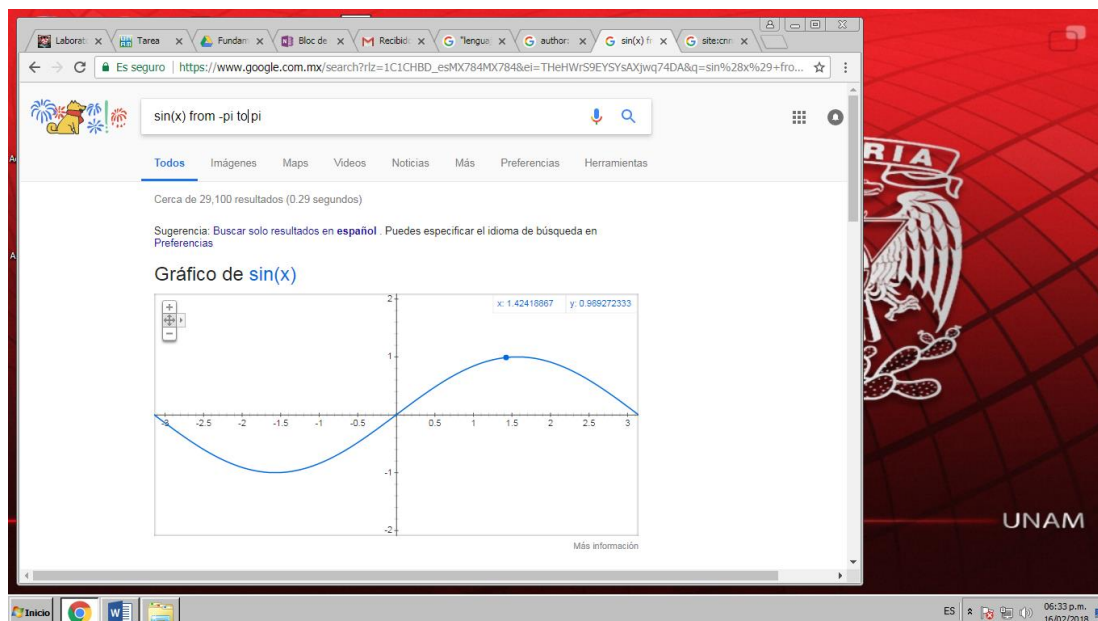 Laborat Tarea Fundam Bloc de Recibid "lengua author: sin(x) fr site:cnn
Es seguro | https://www.google.com.mx/search?rlz=1C1CHBD_esMX784MX784&ei=THeHWrS9EYSYsAXjwq74DA&q=sin%28x%29+fro...
sin(x) from -pi to pi
Todos Imágenes Maps Videos Noticias Más Preferencias Herramientas
Cerca de 29,100 resultados (0.29 segundos)
Sugerencia: Buscar solo resultados en español . Puedes especificar el idioma de búsqueda en
Preferencias
Gráfico de sin(x)
x: 1.42418867 y: 0.989272333
2
1
-3 -2.5 -2 -1.5 -1 -0.5 0.5 1 1.5 2 2.5 3
-1
-2
Más información
RIA
UNAM
Inicio
ES 06:33 p.m.
16/02/2018